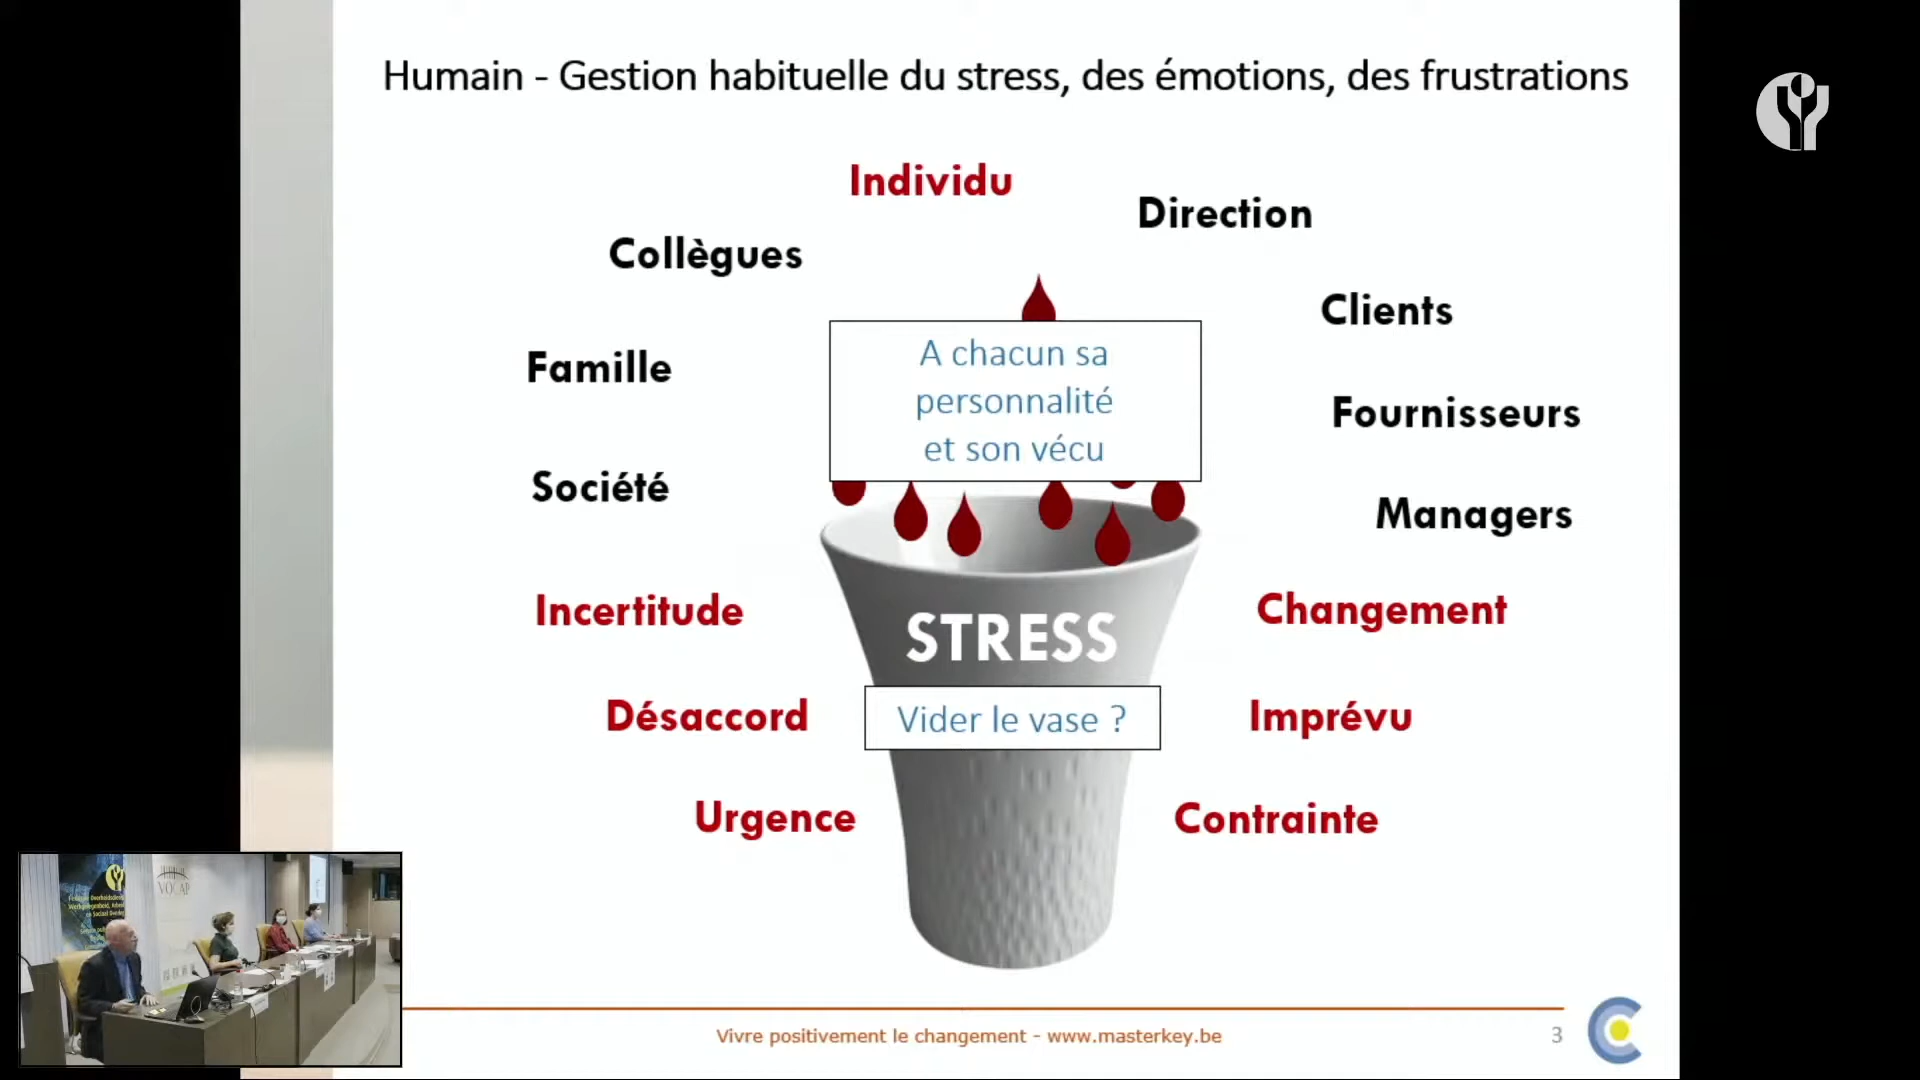 Humain - Gestion habituelle du stress, des émotions, des frustrations
Individu
Direction
Collègues
Clients
A chacun sa
personnalité
et son vécu
Famille
Fournisseurs
Société
Managers
Incertitude
STRESS
Changement
Désaccord
Vider le vase ?
Imprévu
Urgence
Contrainte
VOCAP
Vivre positivement le changement - www.masterkey.be
3